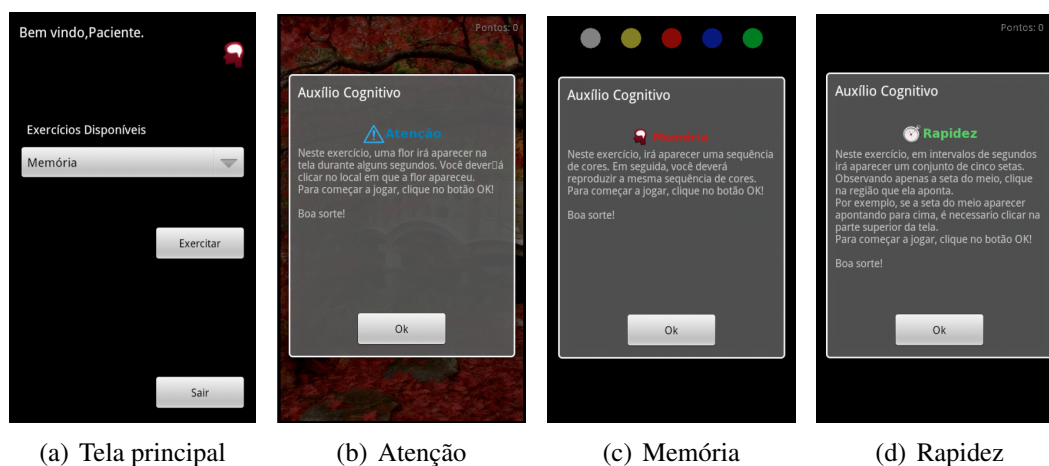 Bem vindo,Paciente.
Exercícios Disponíveis
Memória
Exercitar
Sair
(a) Tela principal
Pontos: 0
Auxílio Cognitivo
Atenção
Neste exercício, uma flor irá aparecer na
tela durante alguns segundos. Você dever□á
clicar no local em que a flor apareceu.
Para começar a jogar, clique no botão OK!
Boa sorte!
Ok
(b) Atenção
Auxílio Cognitivo
Memória
Neste exercício, irá aparecer uma sequência
de cores. Em seguida, você deverá
reproduzir a mesma sequência de cores.
Para começar a jogar, clique no botão OK!
Boa sorte!
Ok
(c) Memória
Pontos: 0
Auxílio Cognitivo
Rapidez
Neste exercício, em intervalos de segundos
irá aparecer um conjunto de cinco setas.
Observando apenas a seta do meio, clique
na região que ela aponta.
Por exemplo, se a seta do meio aparecer
apontando para cima, é necessario clicar na
parte superior da tela.
Para começar a jogar, clique no botão OK!
Boa sorte!
Ok
(d) Rapidez